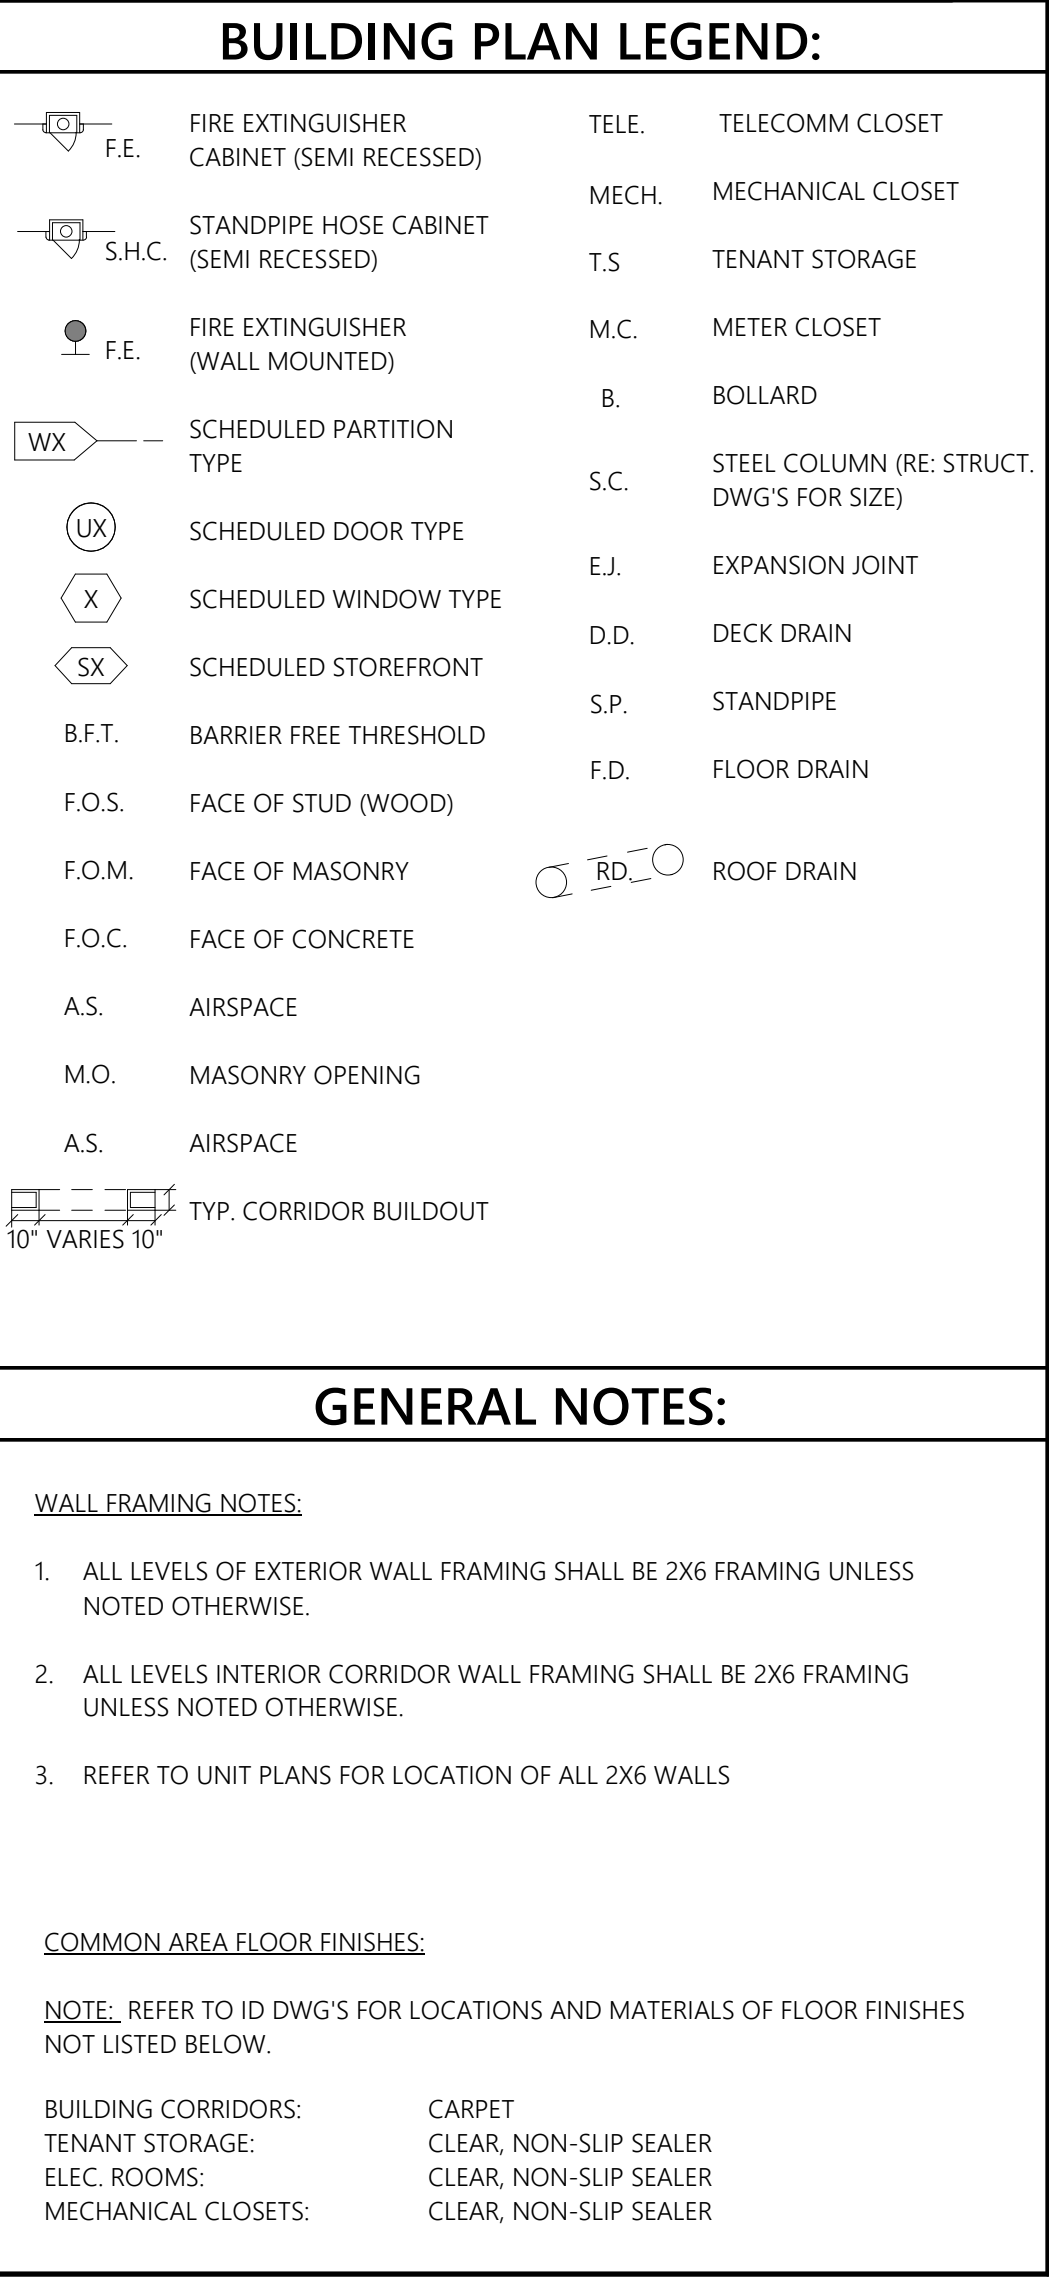 BUILDING PLAN LEGEND:
F.E.
FIRE EXTINGUISHER
CABINET (SEMI RECESSED)
S.H.C.
STANDPIPE HOSE CABINET
(SEMI RECESSED)
F.E.
FIRE EXTINGUISHER
(WALL MOUNTED)
WX
SCHEDULED PARTITION
TYPE
UX
SCHEDULED DOOR TYPE
X
SCHEDULED WINDOW TYPE
SX
SCHEDULED STOREFRONT
B.F.T.
BARRIER FREE THRESHOLD
F.O.S.
FACE OF STUD (WOOD)
F.O.M.
FACE OF MASONRY
F.O.C.
FACE OF CONCRETE
A.S.
AIRSPACE
M.O.
MASONRY OPENING
A.S.
AIRSPACE
10" VARIES 10"
TYP. CORRIDOR BUILDOUT
TELE.
TELECOMM CLOSET
MECH.
MECHANICAL CLOSET
T.S
TENANT STORAGE
M.C.
METER CLOSET
B.
BOLLARD
S.C.
STEEL COLUMN (RE: STRUCT.
DWG'S FOR SIZE)
E.J.
EXPANSION JOINT
D.D.
DECK DRAIN
S.P.
STANDPIPE
F.D.
FLOOR DRAIN
RD.
ROOF DRAIN
GENERAL NOTES:
WALL FRAMING NOTES:
1. ALL LEVELS OF EXTERIOR WALL FRAMING SHALL BE 2X6 FRAMING UNLESS
NOTED OTHERWISE.
2. ALL LEVELS INTERIOR CORRIDOR WALL FRAMING SHALL BE 2X6 FRAMING
UNLESS NOTED OTHERWISE.
3. REFER TO UNIT PLANS FOR LOCATION OF ALL 2X6 WALLS
COMMON AREA FLOOR FINISHES:
NOTE: REFER TO ID DWG'S FOR LOCATIONS AND MATERIALS OF FLOOR FINISHES
NOT LISTED BELOW.
BUILDING CORRIDORS: CARPET
TENANT STORAGE: CLEAR, NON-SLIP SEALER
ELEC. ROOMS: CLEAR, NON-SLIP SEALER
MECHANICAL CLOSETS: CLEAR, NON-SLIP SEALER